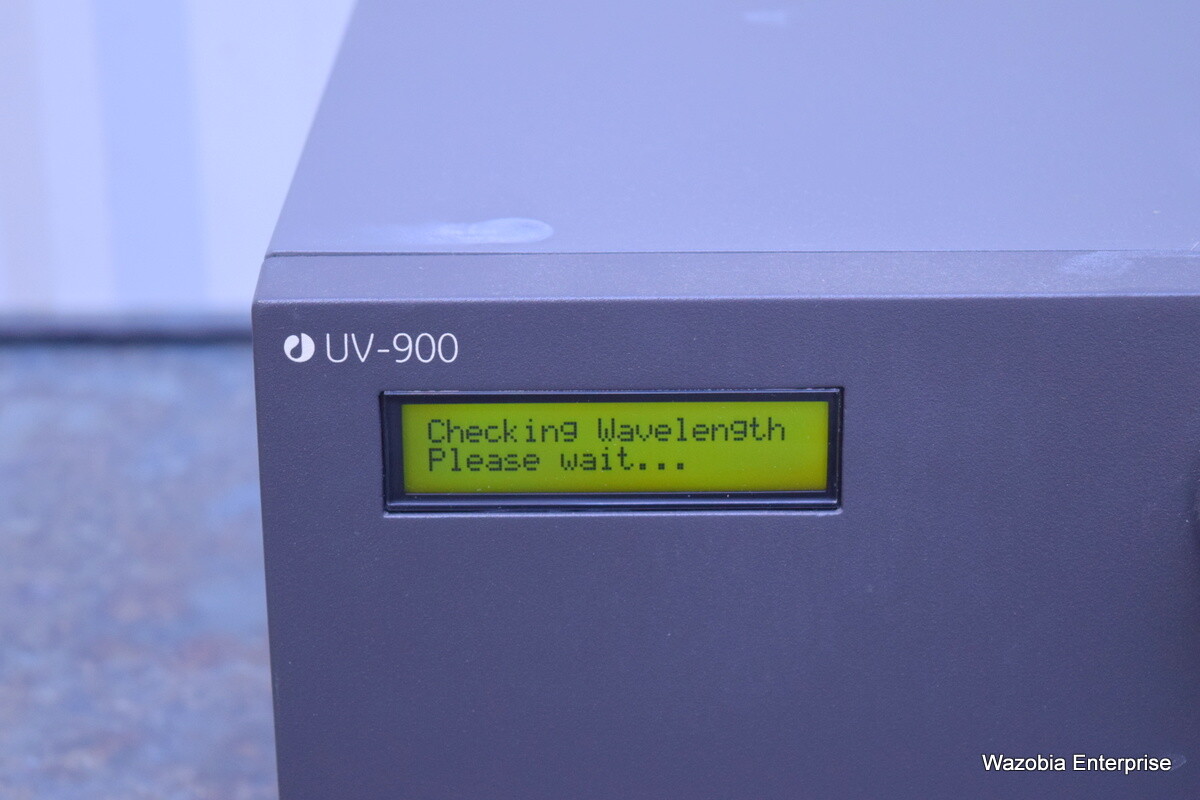 UV-900
Checking Wavelength
Please wait...
Wazobia Enterprise